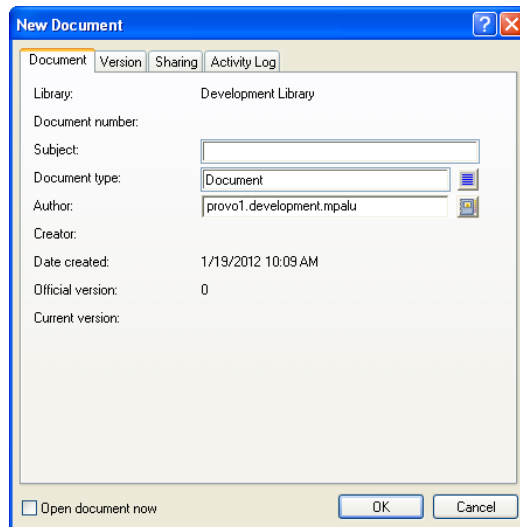 New Document
Document Version Sharing Activity Log
Library: Development Library
Document number:
Subject:
Document type: Document
Author: provo1.development.mpalu
Creator:
Date created: 1/19/2012 10:09 AM
Official version: 0
Current version:
Open document now OK Cancel